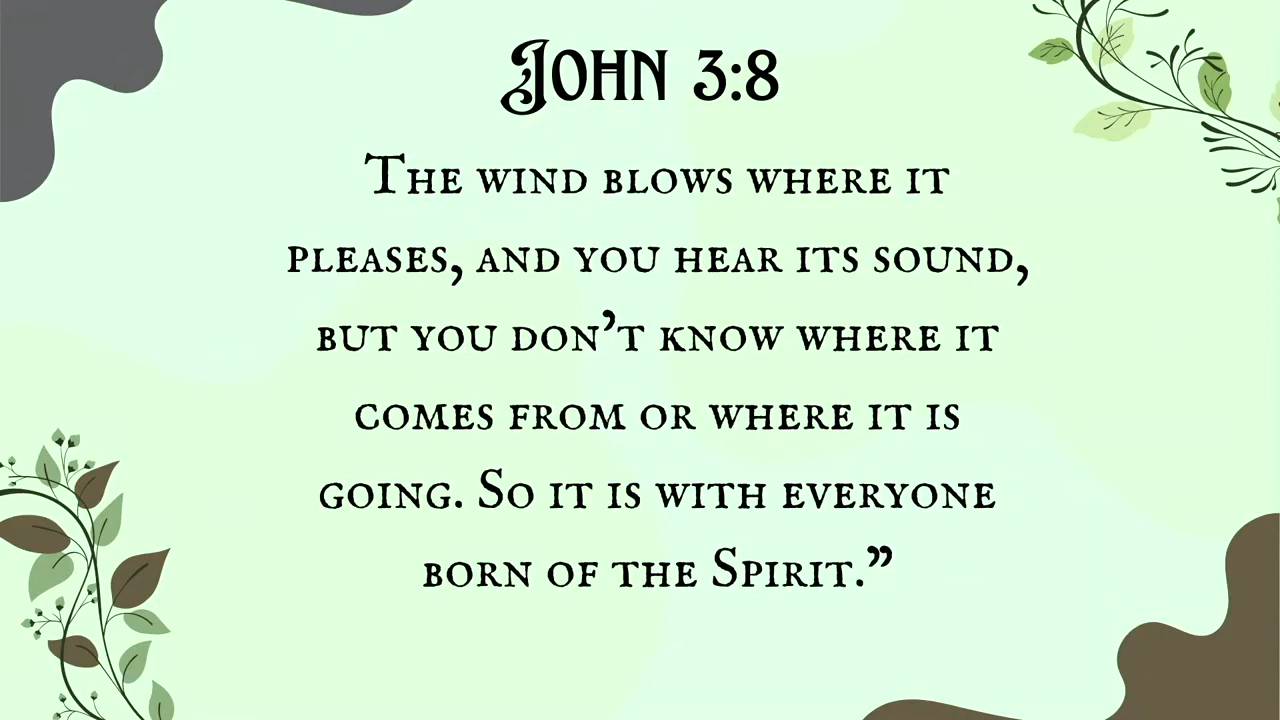 John 3:8
The wind blows where it
pleases, and you hear its sound,
but you don’t know where it
comes from or where it is
going. So it is with everyone
born of the Spirit.”